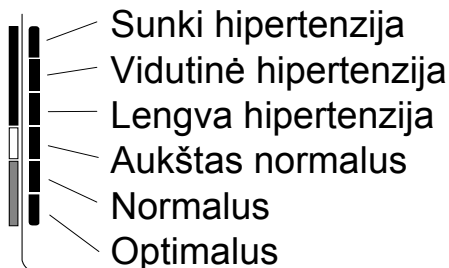 Sunki hipertenzija
Vidutinė hipertenzija
Lengva hipertenzija
Aukštas normalus
Normalus
Optimalus